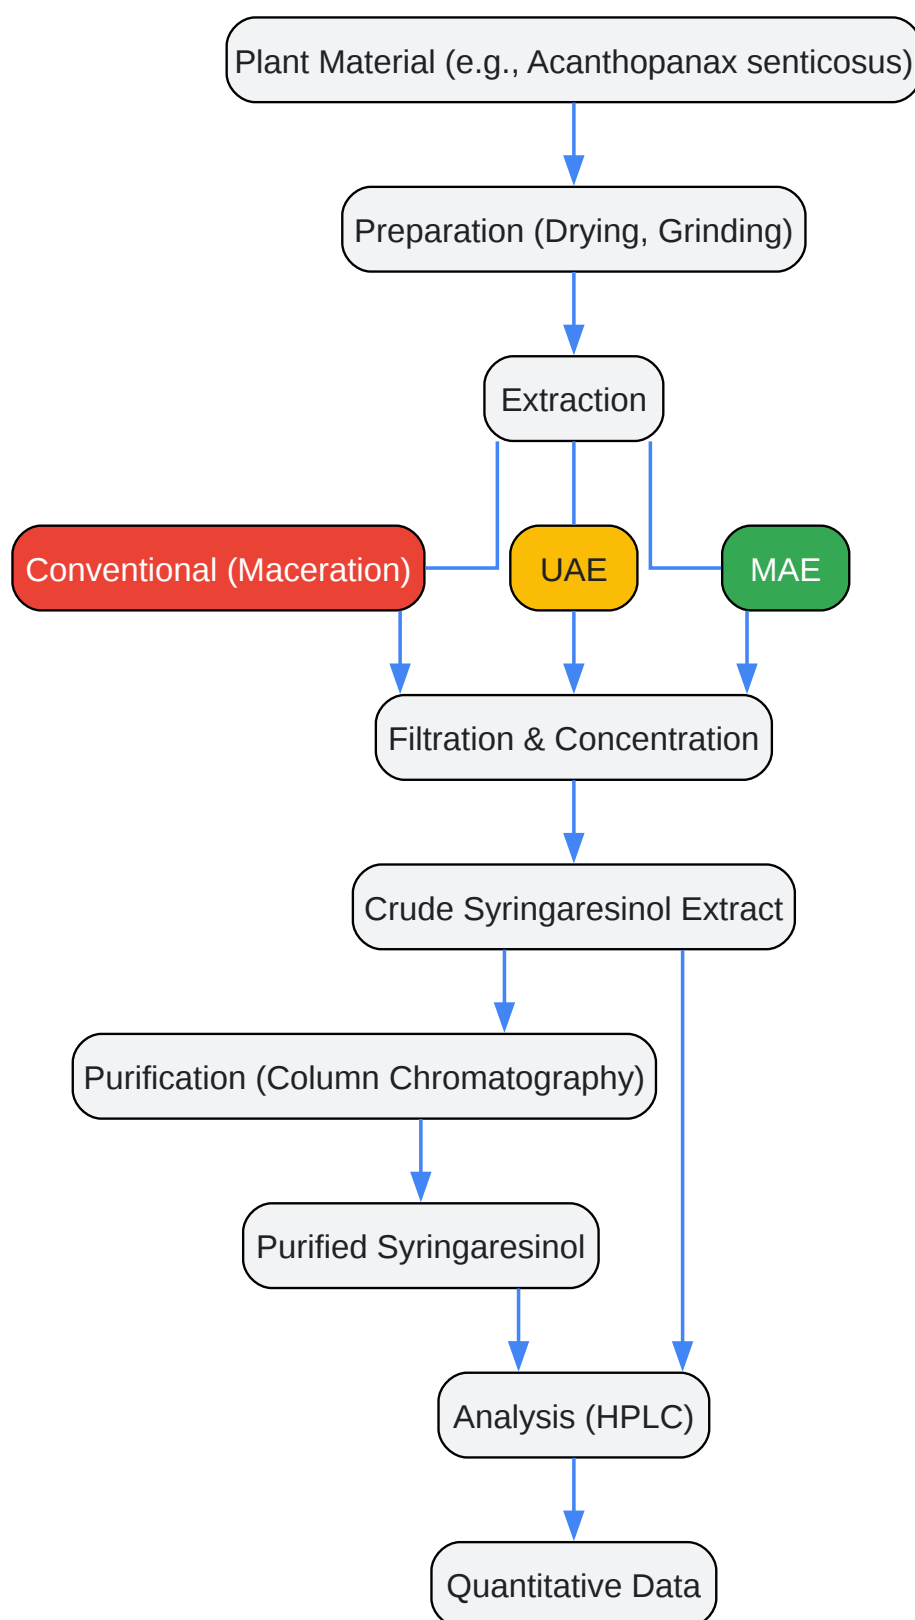 Plant Material (e.g., Acanthopanax senticosus)
Preparation (Drying, Grinding)
Extraction
Conventional (Maceration)
UAE
MAE
Filtration & Concentration
Crude Syringaresinol Extract
Purification (Column Chromatography)
Purified Syringaresinol
Analysis (HPLC)
Quantitative Data